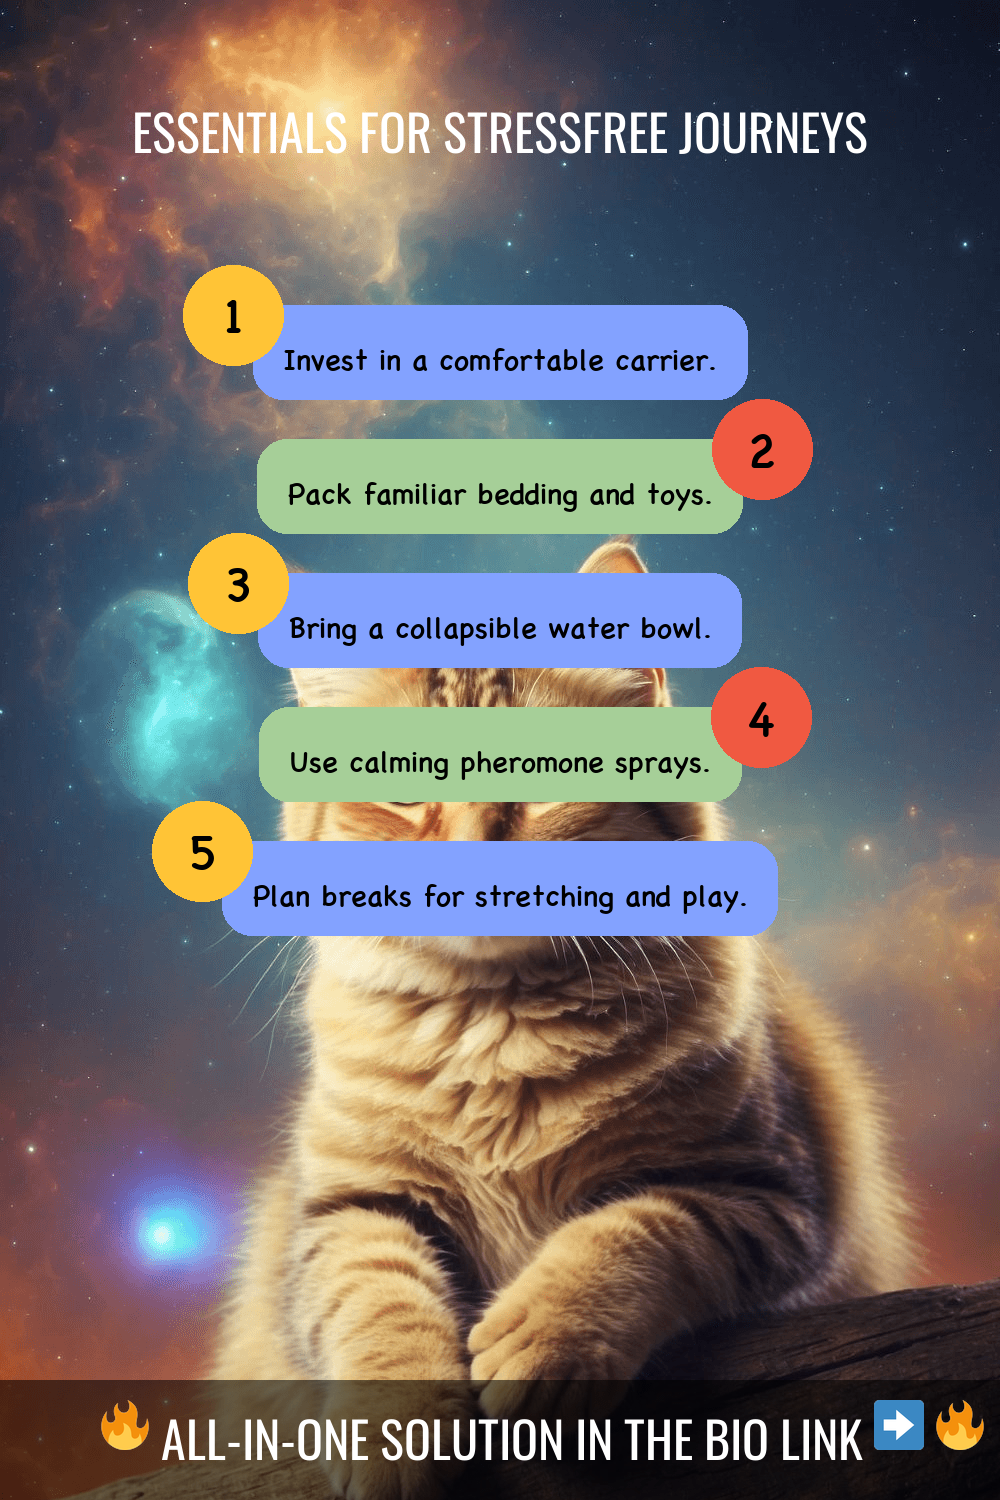 ESSENTIALS FOR STRESSFREE JOURNEYS
1
Invest in a comfortable carrier.
2
Pack familiar bedding and toys.
3
Bring a collapsible water bowl.
4
Use calming pheromone sprays.
5
Plan breaks for stretching and play.
🔥 ALL-IN-ONE SOLUTION IN THE BIO LINK ➡️ 🔥